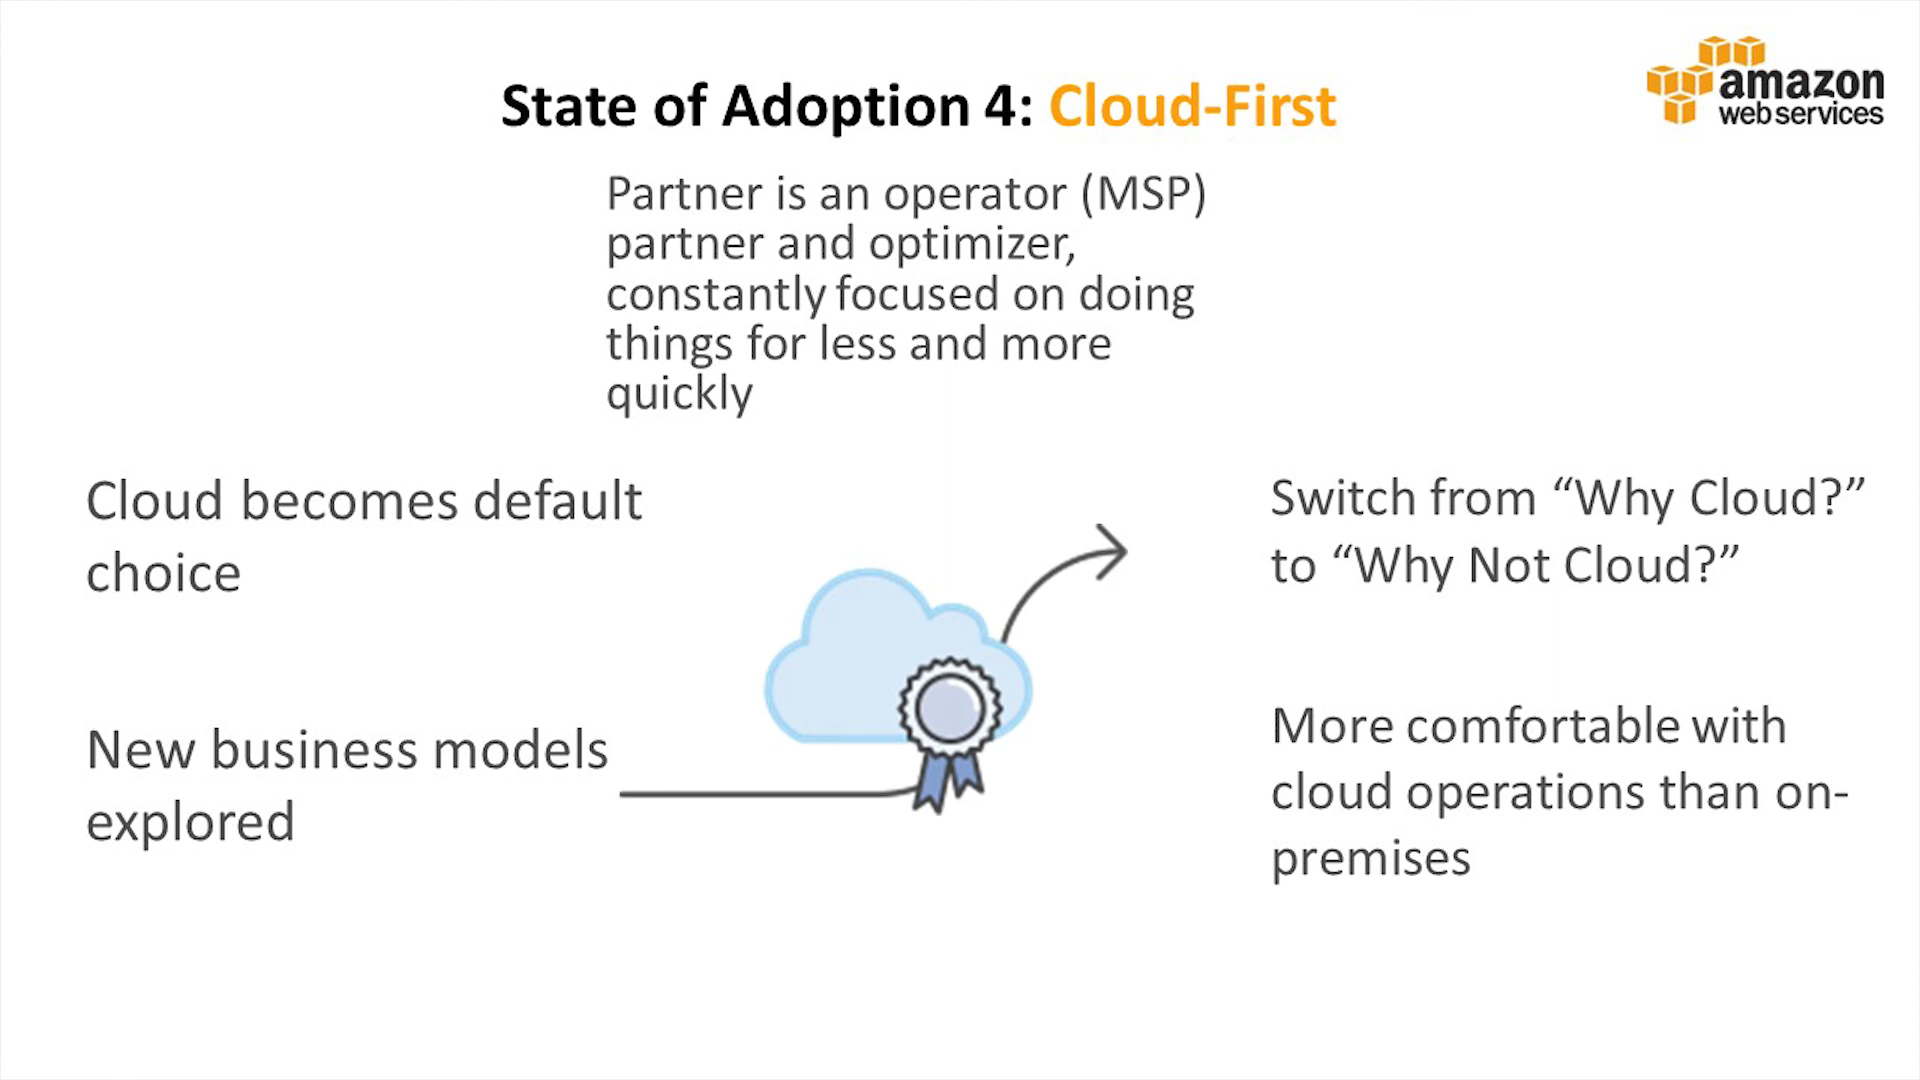 State of Adoption 4: Cloud-First
amazon
web services
Partner is an operator (MSP)
partner and optimizer,
constantly focused on doing
things for less and more
quickly
Cloud becomes default
choice
New business models
explored
Switch from “Why Cloud?”
to “Why Not Cloud?”
More comfortable with
cloud operations than on-
premises